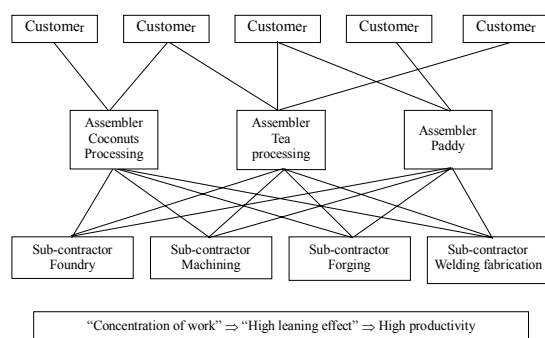 Customer Customer Customer Customer Customer
Assembler
Coconuts
Processing
Assembler
Tea
processing
Assembler
Paddy
Sub-contractor
Foundry
Sub-contractor
Machining
Sub-contractor
Forging
Sub-contractor
Welding fabrication
“Concentration of work” ⇒ “High leaning effect” ⇒ High productivity